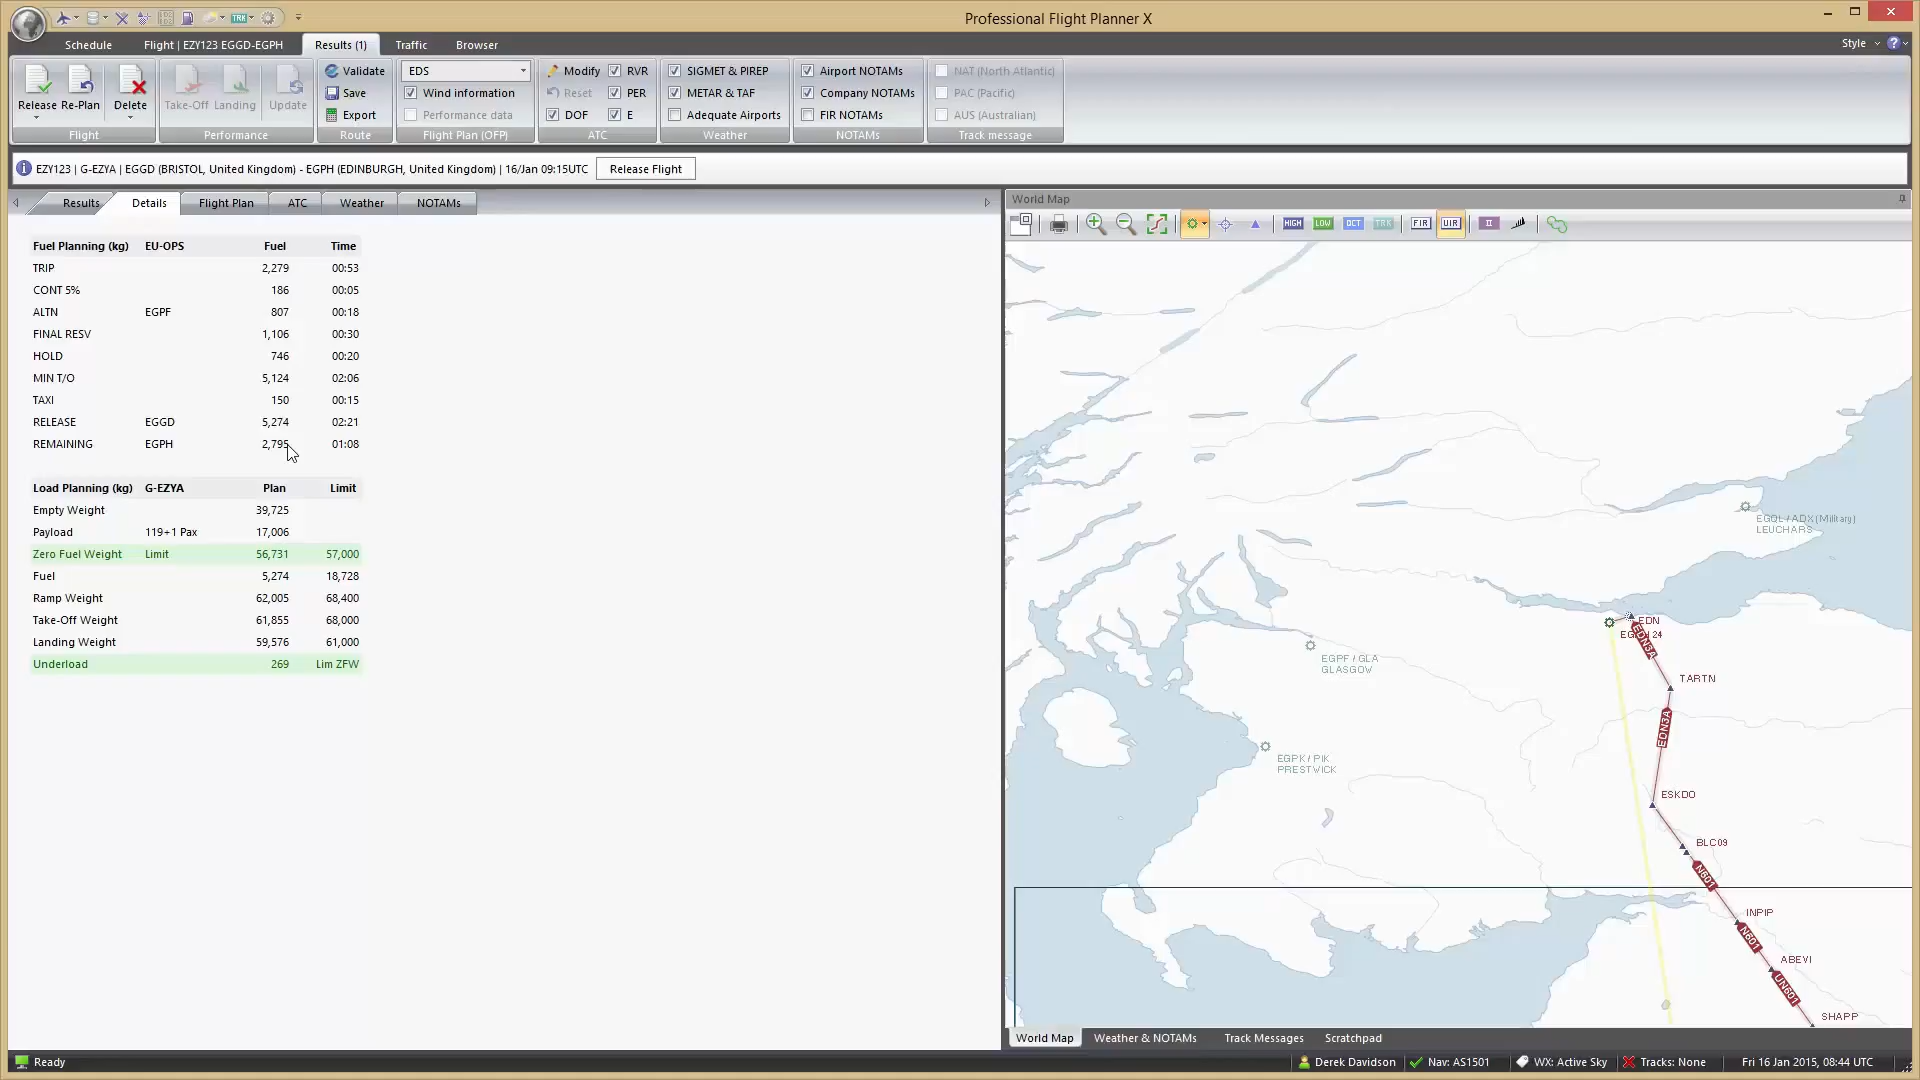 Professional Flight Planner X
Schedule Flight | EZY123 EGGD-EGPH Results (1) Traffic Browser Style
Release Re-Plan Delete Take-Off Landing Update
Validate
Save
Export
EDS
Wind information
Performance data
Modify RVR
Reset PER
DOF E
SIGMET & PIREP
METAR & TAF
Adequate Airports
Airport NOTAMs
Company NOTAMs
FIR NOTAMs
NAT (North Atlantic)
PAC (Pacific)
AUS (Australian)
Flight Performance Route Flight Plan (OFP) ATC Weather NOTAMs Track message
EZY123 | G-EZYA | EGGD (BRISTOL, United Kingdom) - EGPH (EDINBURGH, United Kingdom) | 16/Jan 09:15UTC Release Flight
Results Details Flight Plan ATC Weather NOTAMs
Fuel Planning (kg) EU-OPS Fuel Time
TRIP 2,279 00:53
CONT 5% 186 00:05
ALTN EGPF 807 00:18
FINAL RESV 1,106 00:30
HOLD 746 00:20
MIN T/O 5,124 02:06
TAXI 150 00:15
RELEASE EGGD 5,274 02:21
REMAINING EGPH 2,795 01:08
Load Planning (kg) G-EZYA Plan Limit
Empty Weight 39,725
Payload 119+1 Pax 17,006
Zero Fuel Weight Limit 56,731 57,000
Fuel 5,274 18,728
Ramp Weight 62,005 68,400
Take-Off Weight 61,855 68,000
Landing Weight 59,576 61,000
Underload 269 Lim ZFW
World Map
HIGH LOW OCT TRK FIR UIR
EGQL / ADX (Military)
LEUCHARS
EDN
24
EDN3A
EGPF / GLA
GLASGOW
TARTN
EDN3A
EGPK / PIK
PRESTWICK
ESKDO
BLC09
N601
INPIP
N601
ABEVI
UN601
SHAPP
World Map Weather & NOTAMs Track Messages Scratchpad
Ready Derek Davidson Nav: AS1501 WX: Active Sky Tracks: None Fri 16 Jan 2015, 08:44 UTC